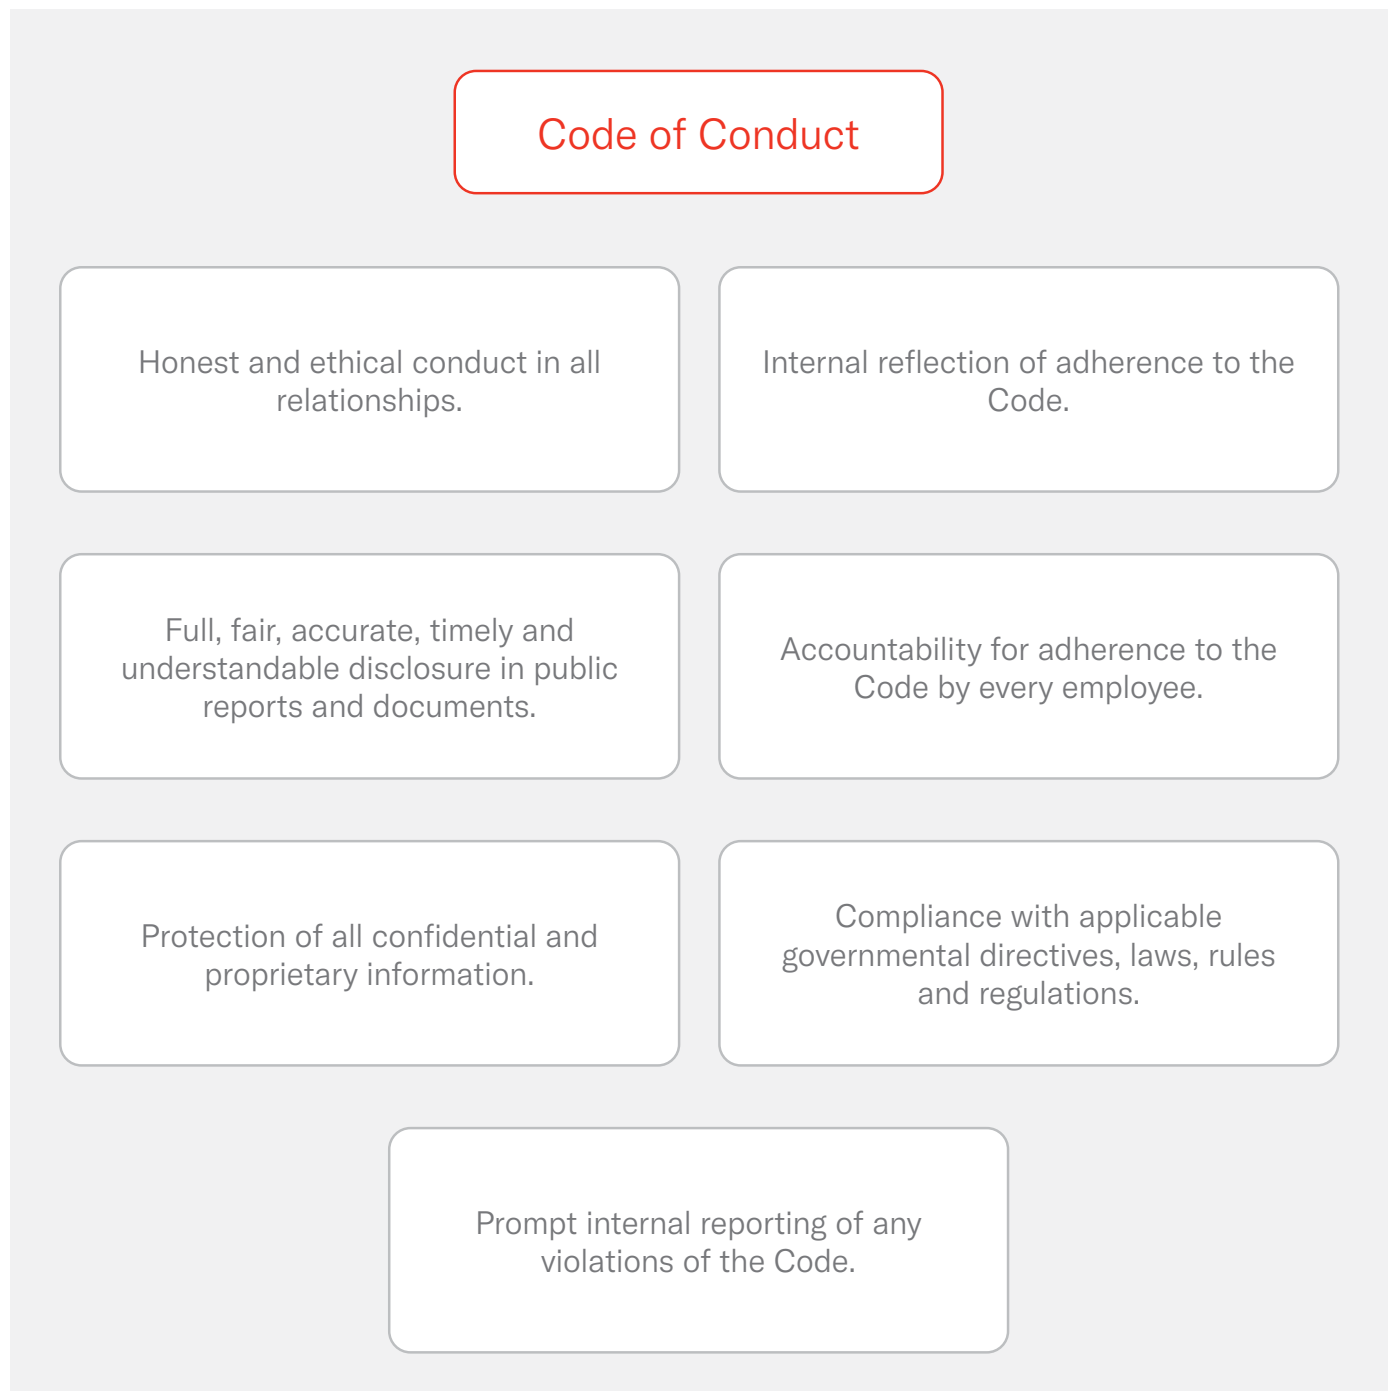 Code of Conduct
Honest and ethical conduct in all
relationships.
Internal reflection of adherence to the
Code.
Full, fair, accurate, timely and
understandable disclosure in public
reports and documents.
Accountability for adherence to the
Code by every employee.
Protection of all confidential and
proprietary information.
Compliance with applicable
governmental directives, laws, rules
and regulations.
Prompt internal reporting of any
violations of the Code.